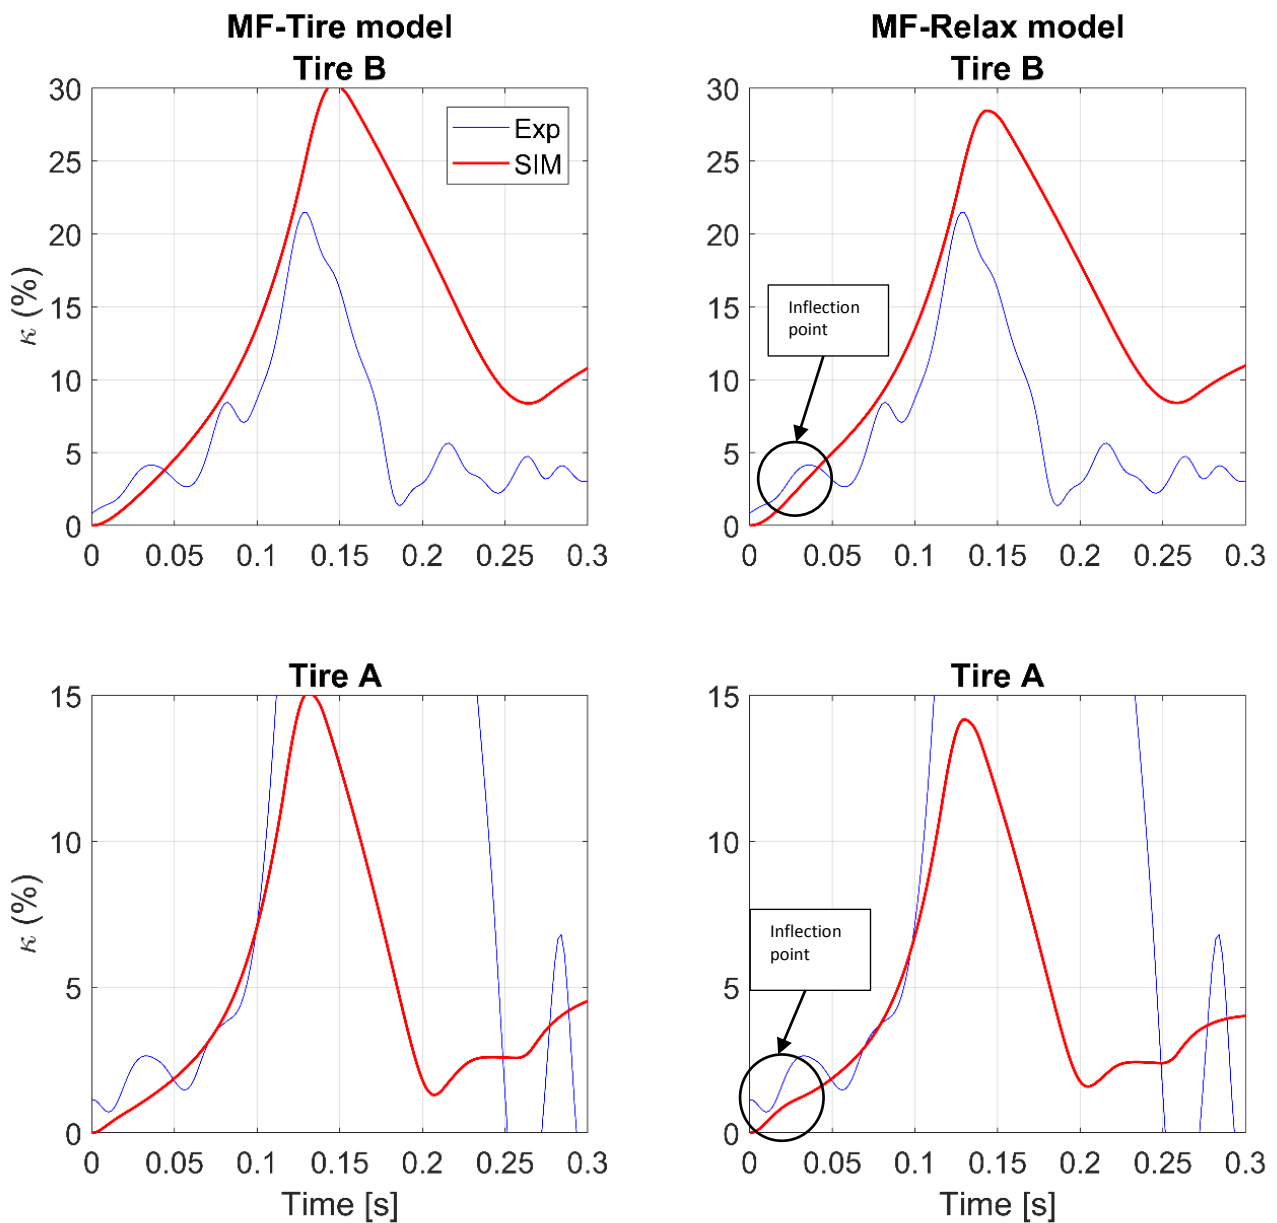 MF-Tire model
Tire B
30
25
20
15
10
5
0
κ (%)
Exp
SIM
0 0.05 0.1 0.15 0.2 0.25 0.3
MF-Relax model
Tire B
30
25
20
15
10
5
0
Inflection
point
0 0.05 0.1 0.15 0.2 0.25 0.3
Tire A
15
10
5
0
κ (%)
0 0.05 0.1 0.15 0.2 0.25 0.3
Time [s]
Tire A
15
10
5
0
Inflection
point
0 0.05 0.1 0.15 0.2 0.25 0.3
Time [s]